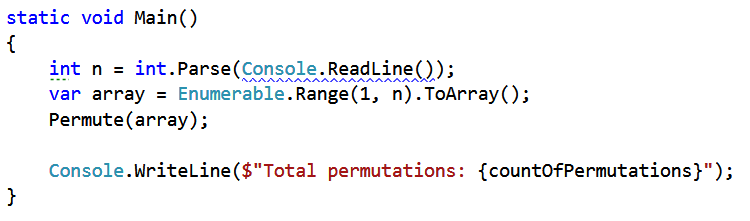 static void Main()
{
    int n = int.Parse(Console.ReadLine());
    var array = Enumerable.Range(1, n).ToArray();
    Permute(array);

    Console.WriteLine($"Total permutations: {countOfPermutations}");
}